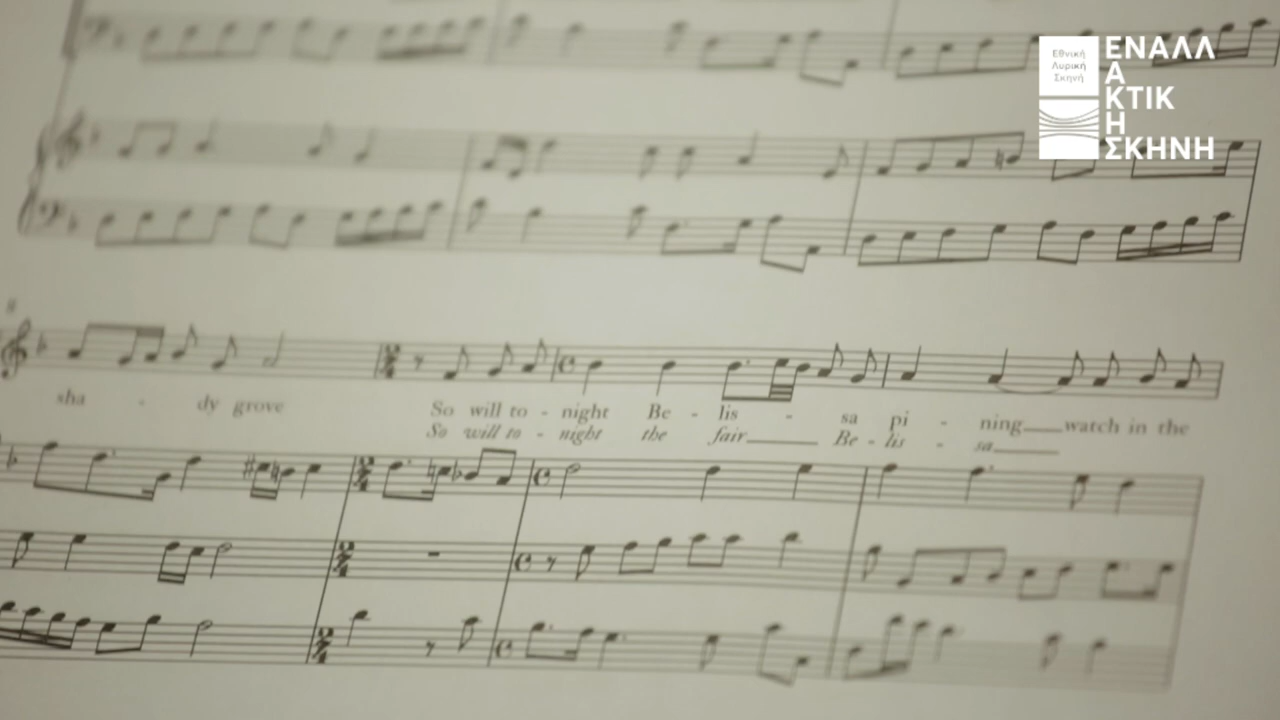 Εθνική
Λυρική
Σκηνή
ΕΝΑΛΛ
Α
ΚΤΙΚ
Η
ΣΚΗΝΗ
sha - dy grove
So will to - night Be - lis - sa pi - ning watch in the
So will to - night the fair Be - lis - sa